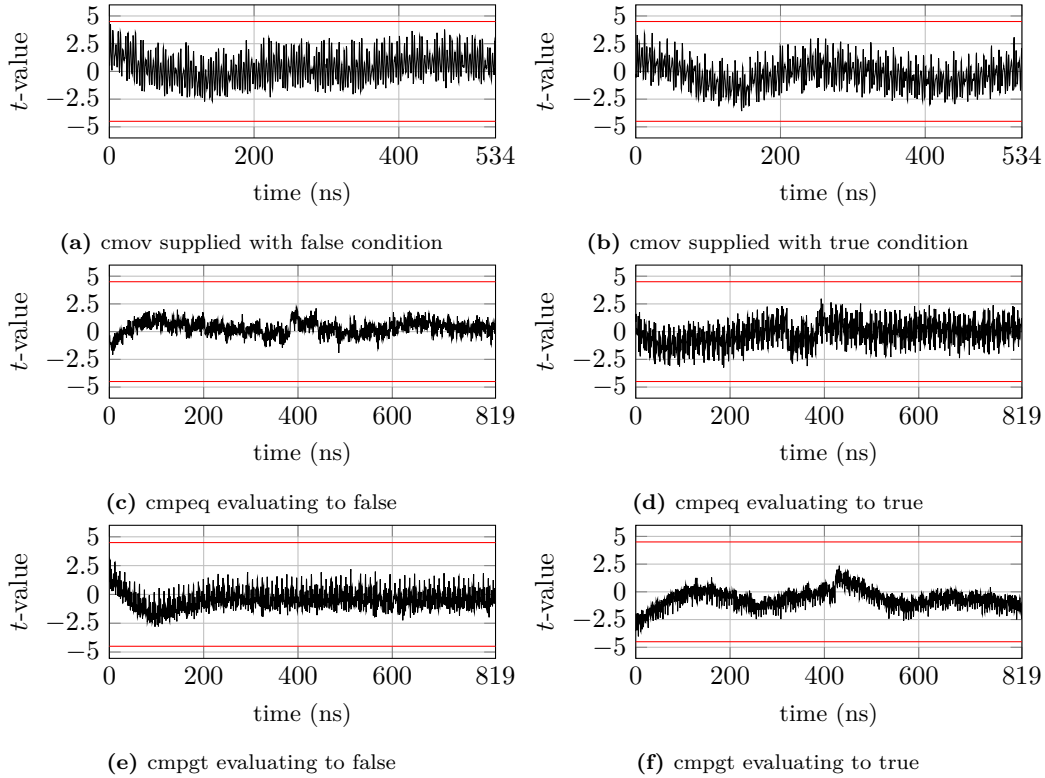 5
2.5
0
−2.5
−5
t-value
0 200 400 534
time (ns)
(a) cmov supplied with false condition
5
2.5
0
−2.5
−5
t-value
0 200 400 534
time (ns)
(b) cmov supplied with true condition
5
2.5
0
−2.5
−5
t-value
0 200 400 600 819
time (ns)
(c) cmpeq evaluating to false
5
2.5
0
−2.5
−5
t-value
0 200 400 600 819
time (ns)
(d) cmpeq evaluating to true
5
2.5
0
−2.5
−5
t-value
0 200 400 600 819
time (ns)
(e) cmpgt evaluating to false
5
2.5
0
−2.5
−5
t-value
0 200 400 600 819
time (ns)
(f) cmpgt evaluating to true